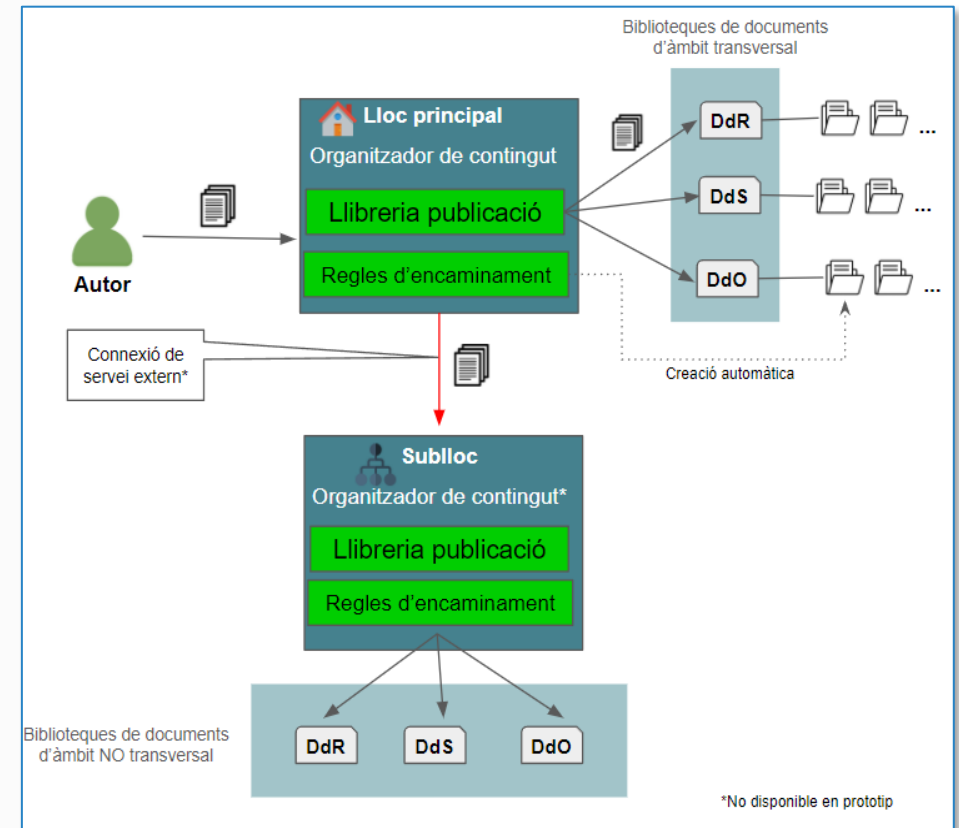 Biblioteques de documents
d'àmbit transversal
Lloc principal
Organitzador de contingut
Llibreria publicació
Regles d'encaminament
Autor
DdR
...
DdS
...
DdO
...
Creació automàtica
Connexió de
servei extern*
Sublloc
Organitzador de contingut*
Llibreria publicació
Regles d'encaminament
Biblioteques de documents
d'àmbit NO transversal
DdR
DdS
DdO
*No disponible en prototip